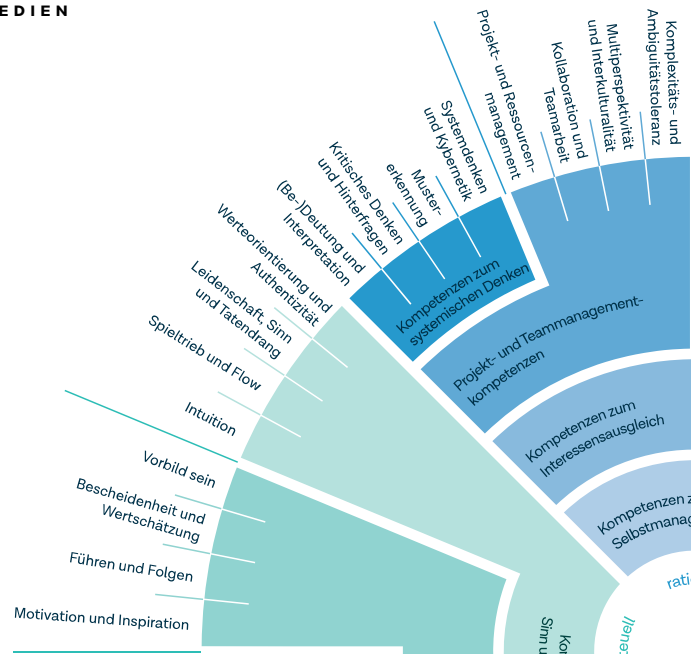 EDIEN
Projekt- und Ressourcen-
management
Kollaboration und
Teamarbeit
Multiperspektivität
und Interkulturalität
Komplexitäts- und
Ambiguitätstoleranz
Systemdenken
und Kybernetik
Muster-
erkennung
Kritisches Denken
und Hinterfragen
(Be-)Deutung und
Interpretation
Werteorientierung und
Authentizität
Leidenschaft, Sinn
und Tatendrang
Spieltrieb und Flow
Intuition
Vorbild sein
Bescheidenheit und
Wertschätzung
Führen und Folgen
Motivation und Inspiration
Kompetenzen zum
systemischen Denken
Projekt- und Teammanagement-
kompetenzen
Kompetenzen zum
Interessensausgleich
Kompetenzen z
Selbstmanag
rati
Kor
Sinn u